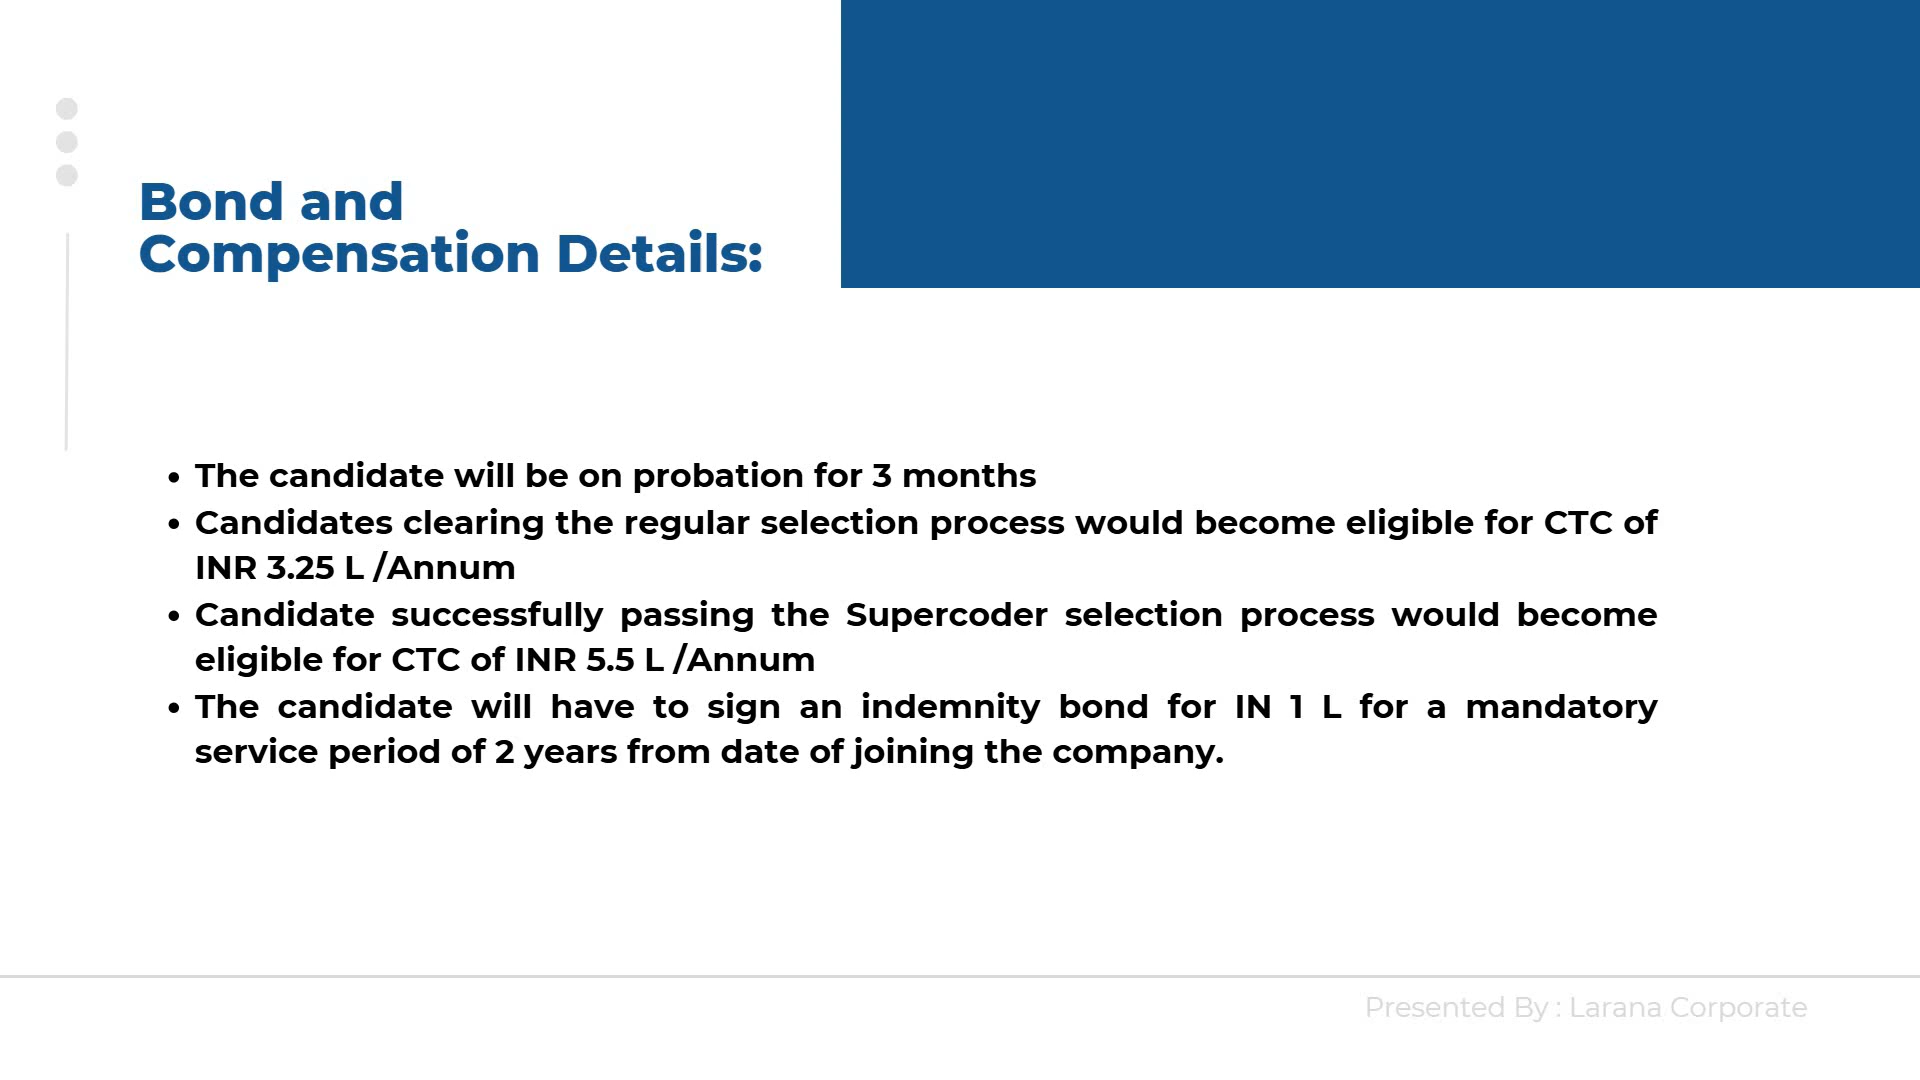 Bond and
Compensation Details:
• The candidate will be on probation for 3 months
• Candidates clearing the regular selection process would become eligible for CTC of
INR 3.25 L /Annum
• Candidate successfully passing the Supercoder selection process would become
eligible for CTC of INR 5.5 L /Annum
• The candidate will have to sign an indemnity bond for IN 1 L for a mandatory
service period of 2 years from date of joining the company.
Presented By : Larana Corporate